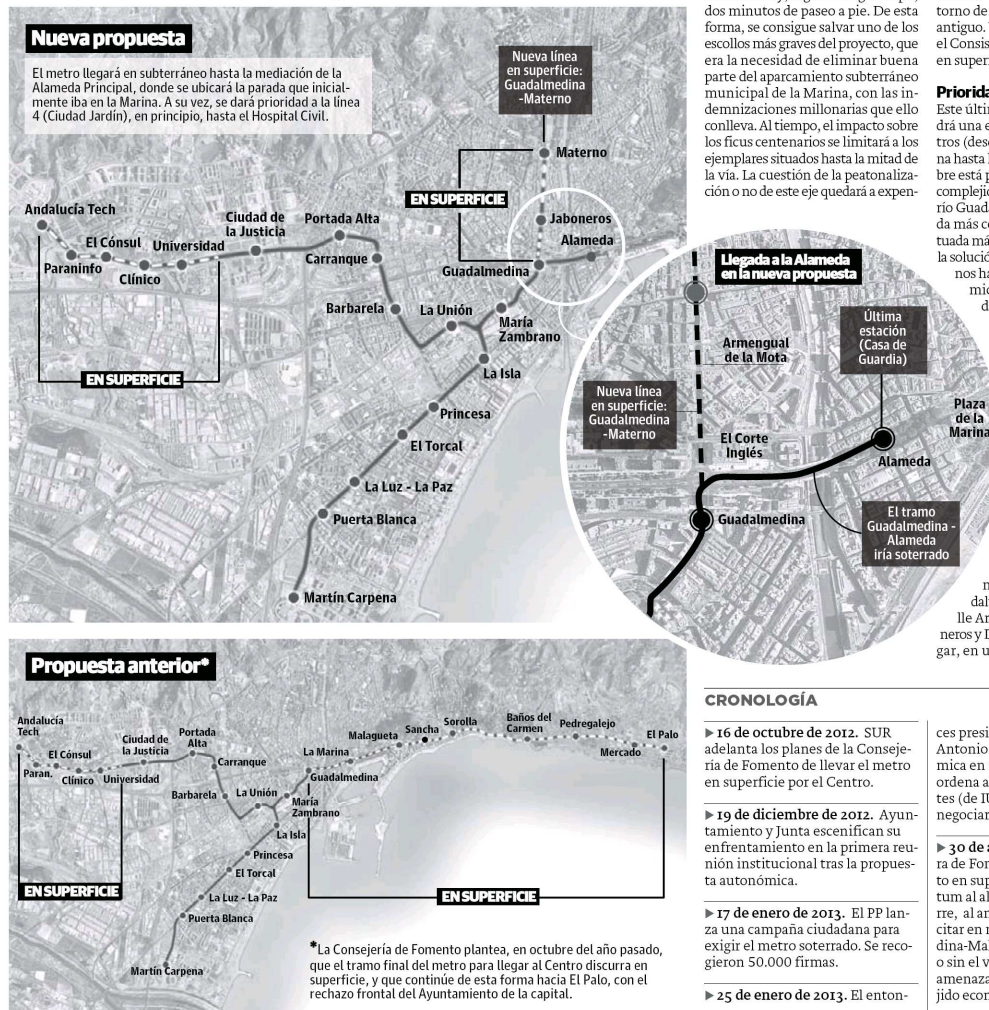 Nueva propuesta
El metro llegará en subterráneo hasta la mediación de la
Alameda Principal, donde se ubicará la parada que inicial-
mente iba en la Marina. A su vez, se dará prioridad a la línea
4 (Ciudad Jardín), en principio, hasta el Hospital Civil.
Nueva línea
en superficie:
Guadalmedina
-Materno
Materno
EN SUPERFICIE
Jaboneros
Alameda
Guadalmedina
Andalucía Tech
El Cónsul
Paraninfo
Universidad
Clínico
Ciudad de
la Justicia
Portada Alta
Carranque
Barbarela
La Unión
María
Zambrano
EN SUPERFICIE
La Isla
Princesa
El Torcal
La Luz - La Paz
Puerta Blanca
Martín Carpena
Llegada a la Alameda
en la nueva propuesta
Última
estación
(Casa de
Guardia)
Armengual
de la Mota
Nueva línea
en superficie:
Guadalmedina
-Materno
Plaza
de la
Marina
El Corte
Inglés
Alameda
Guadalmedina
El tramo
Guadalmedina -
Alameda
iría soterrado
Propuesta anterior*
Andalucía
Tech
El Cónsul
Paran.
Clínico
Universidad
Ciudad de
la Justicia
Portada
Alta
Carranque
Barbarela
La Unión
María
Zambrano
La Marina
Guadalmedina
Malagueta
Sancha
Sorolla
Baños del
Carmen
Pedregalejo
Mercado
El Palo
La Isla
Princesa
El Torcal
EN SUPERFICIE
EN SUPERFICIE
La Luz - La Paz
Puerta Blanca
Martín Carpena
*La Consejería de Fomento plantea, en octubre del año pasado,
que el tramo final del metro para llegar al Centro discurra en
superficie, y que continúe de esta forma hacia El Palo, con el
rechazo frontal del Ayuntamiento de la capital.
dos minutos de paseo a pie. De esta
forma, se consigue salvar uno de los
escollos más graves del proyecto, que
era la necesidad de eliminar buena
parte del aparcamiento subterráneo
municipal de la Marina, con las in-
demnizaciones millonarias que ello
conlleva. Al tiempo, el impacto sobre
los ficus centenarios se limitará a los
ejemplares situados hasta la mitad de
la vía. La cuestión de la peatonaliza-
ción o no de este eje quedará a expen-
torno de
antiguo.
el Consis
en super
Priorida
Este últin
drá una e
tros (desd
na hasta
bre está p
complejid
río Guada
da más co
tuada má
la solució
nos ha
mic
d
n
dal
lle Ar
neros y D
gar, en u
CRONOLOGÍA
▶ 16 de octubre de 2012. SUR
adelanta los planes de la Conseje-
ría de Fomento de llevar el metro
en superficie por el Centro.
▶ 19 de diciembre de 2012. Ayun-
tamiento y Junta escenifican su
enfrentamiento en la primera reu-
nión institucional tras la propues-
ta autonómica.
▶ 17 de enero de 2013. El PP lan-
za una campaña ciudadana para
exigir el metro soterrado. Se reco-
gieron 50.000 firmas.
▶ 25 de enero de 2013. El enton-
ces presi
Antonio
mica en
ordena a
tes (de IU
negociar
▶ 30 de a
ra de For
to en sup
tum al al
rre, al an
citar en r
dina-Mal
o sin el v
amenaza
jido econ